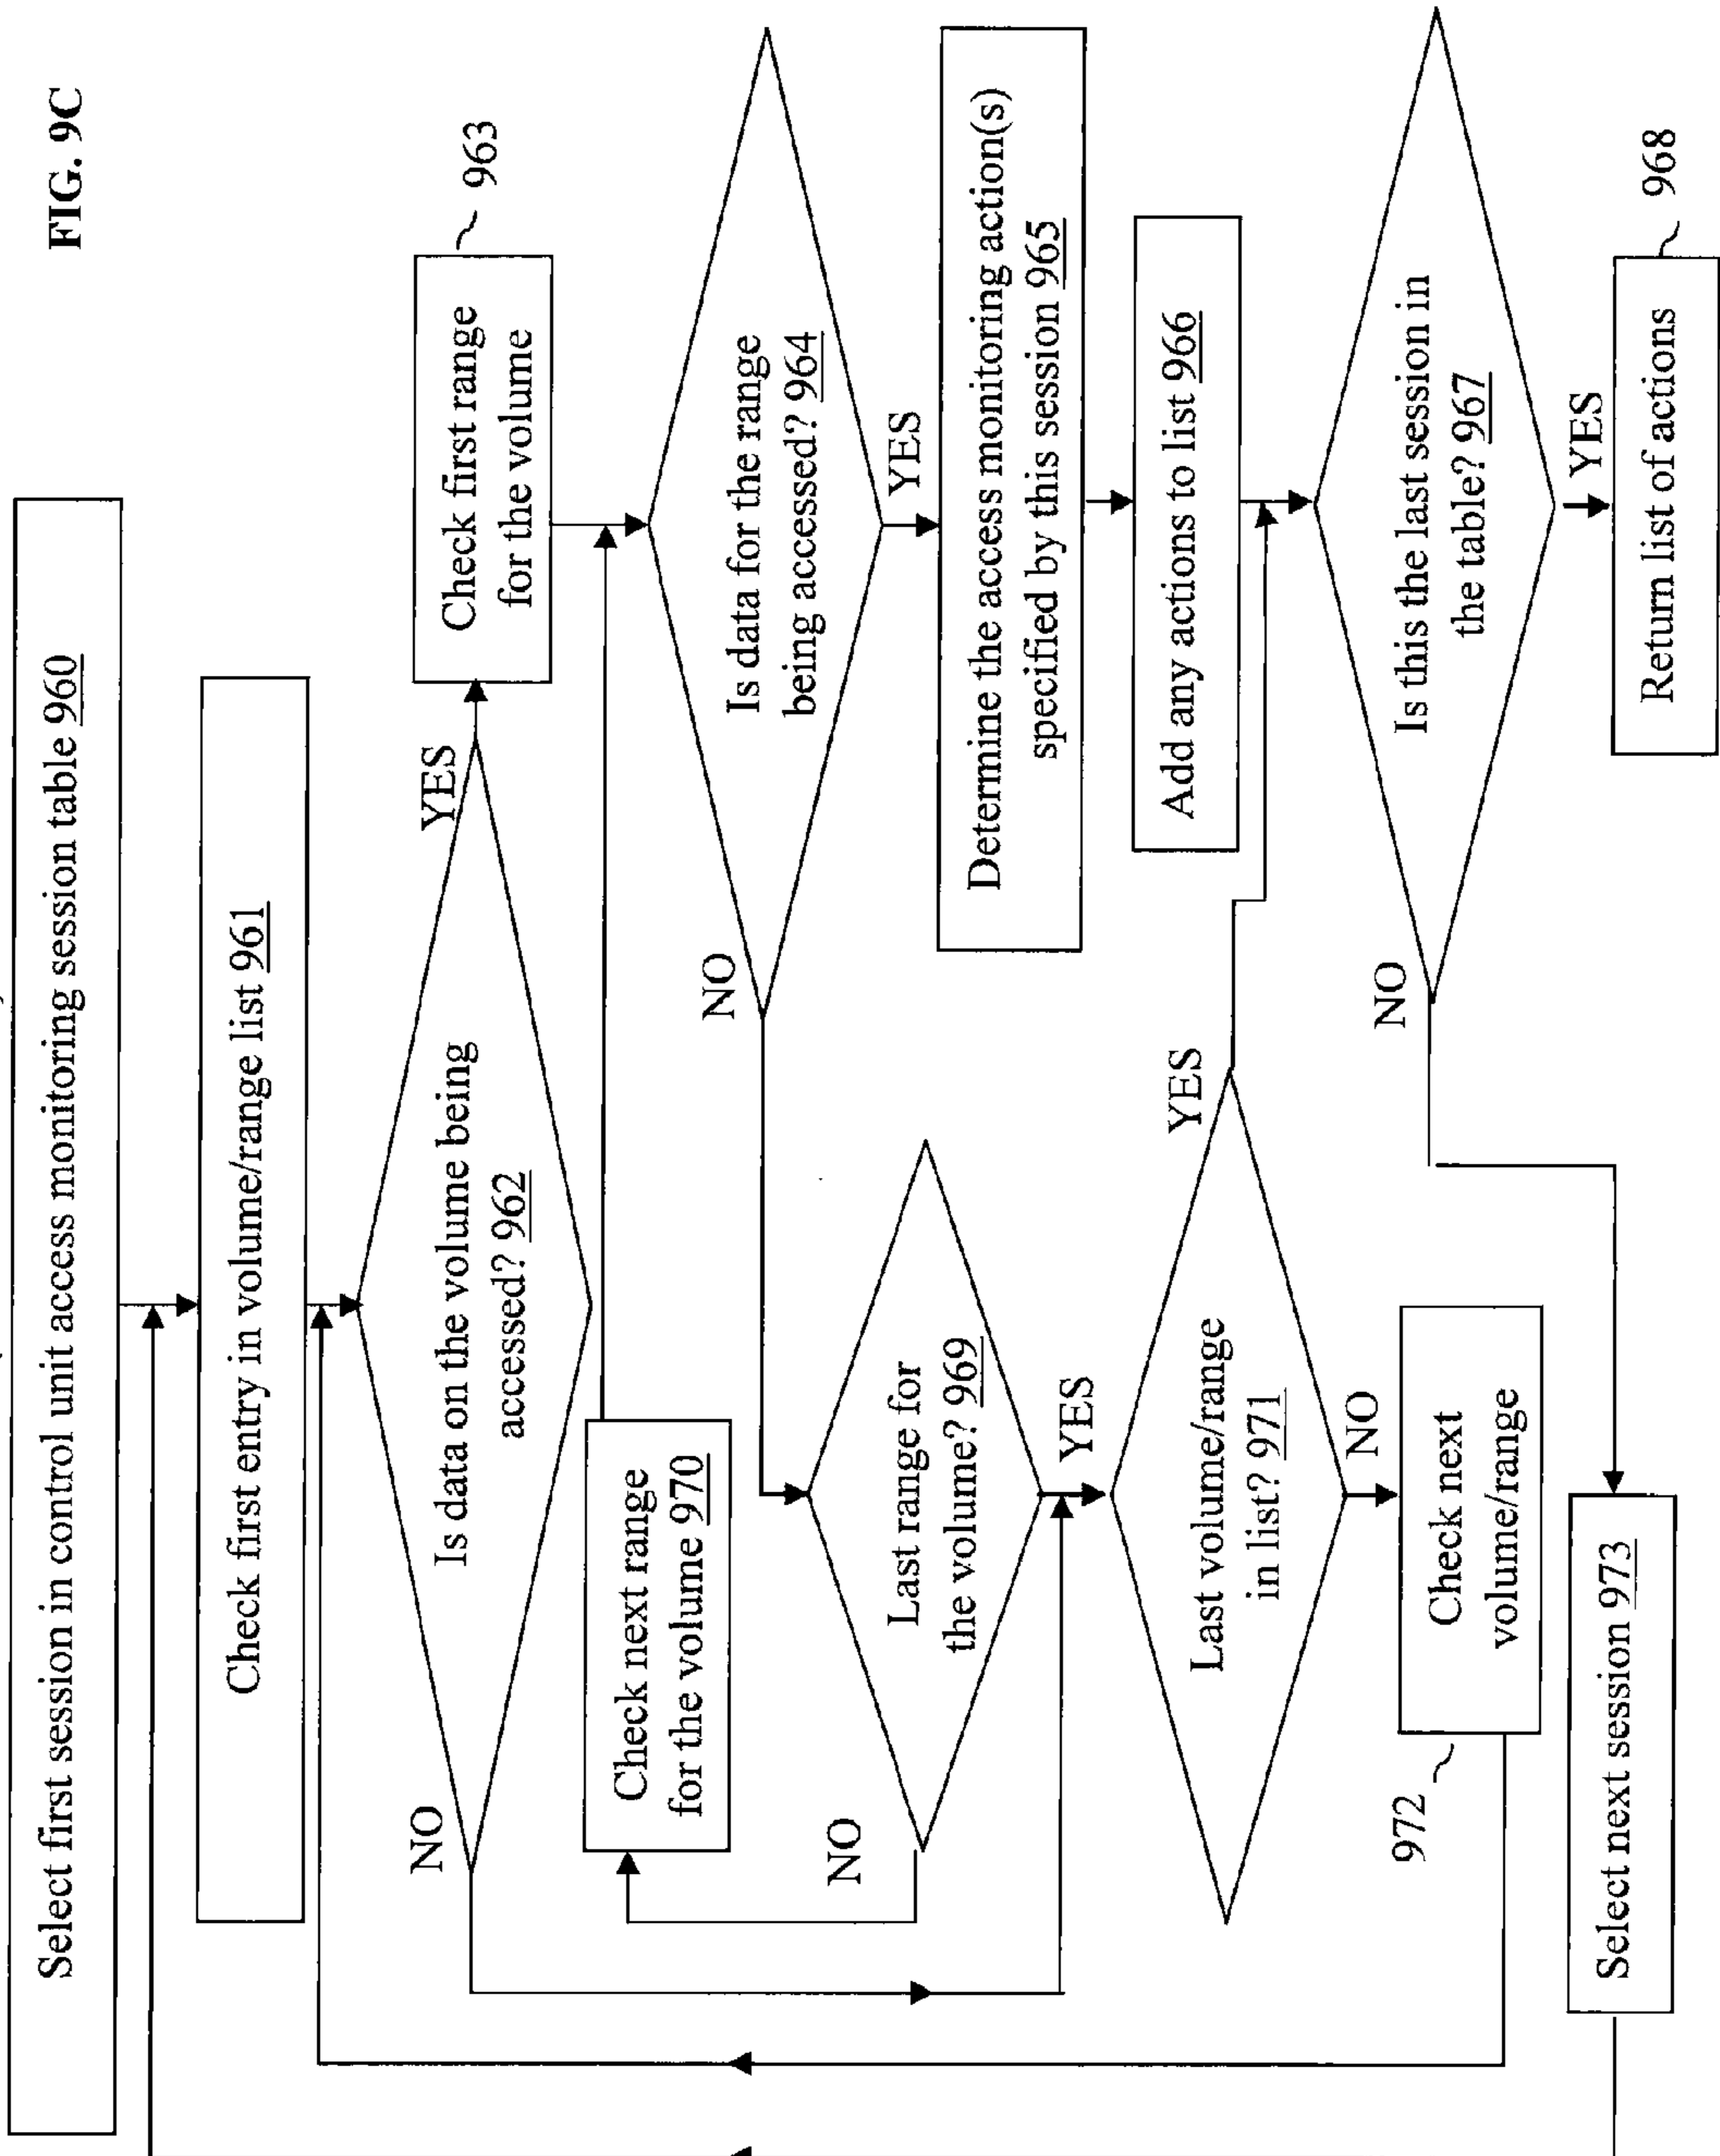 FIG. 9C
Select first session in control unit access monitoring session table 960
Check first entry in volume/range list 961
Is data on the volume being
accessed? 962
YES
NO
Check first range
for the volume
963
Check next range
for the volume 970
Is data for the range
being accessed? 964
NO
YES
Determine the access monitoring action(s)
specified by this session 965
Add any actions to list 966
Last range for
the volume? 969
NO
YES
Last volume/range
in list? 971
YES
NO
Check next
volume/range
972
Is this the last session in
the table? 967
NO
YES
Return list of actions
968
Select next session 973